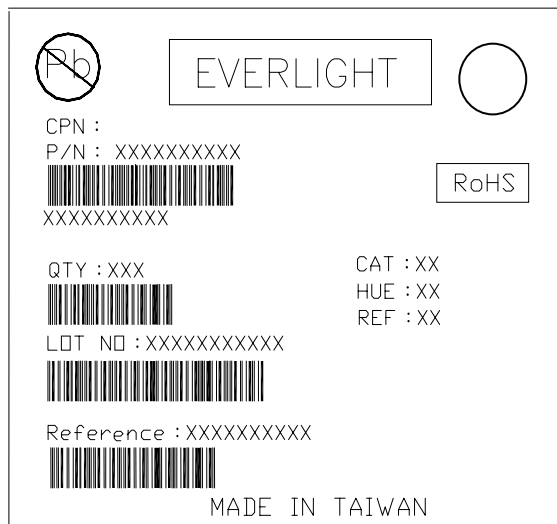 Pb
EVERLIGHT
CPN :
P/N : XXXXXXXXXX
RoHS
XXXXXXXXXX
QTY : XXX
CAT : XX
HUE : XX
REF : XX
LOT NO : XXXXXXXXXXX
Reference : XXXXXXXXXX
MADE IN TAIWAN